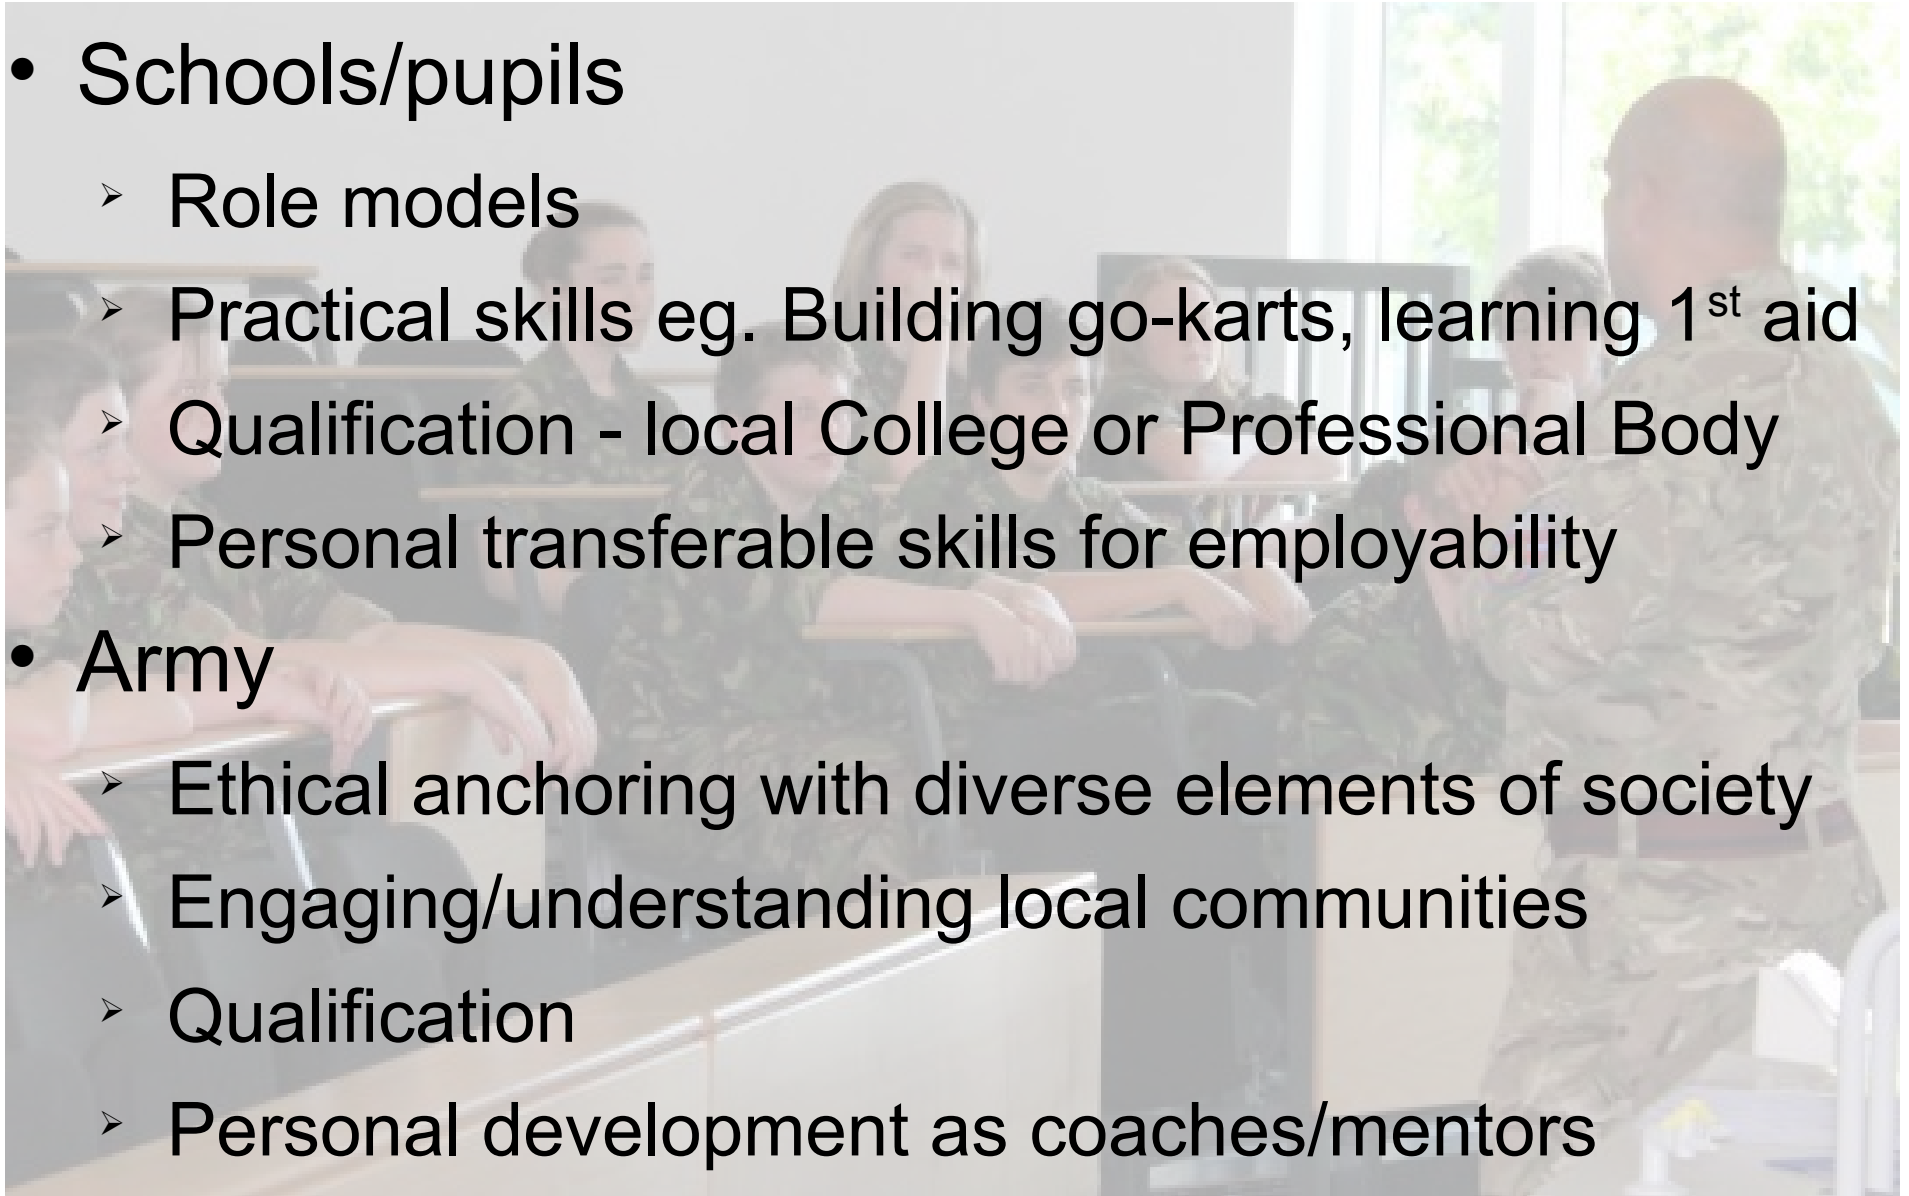 • Schools/pupils
➢ Role models
➢ Practical skills eg. Building go-karts, learning 1st aid
➢ Qualification - local College or Professional Body
➢ Personal transferable skills for employability
• Army
➢ Ethical anchoring with diverse elements of society
➢ Engaging/understanding local communities
➢ Qualification
➢ Personal development as coaches/mentors